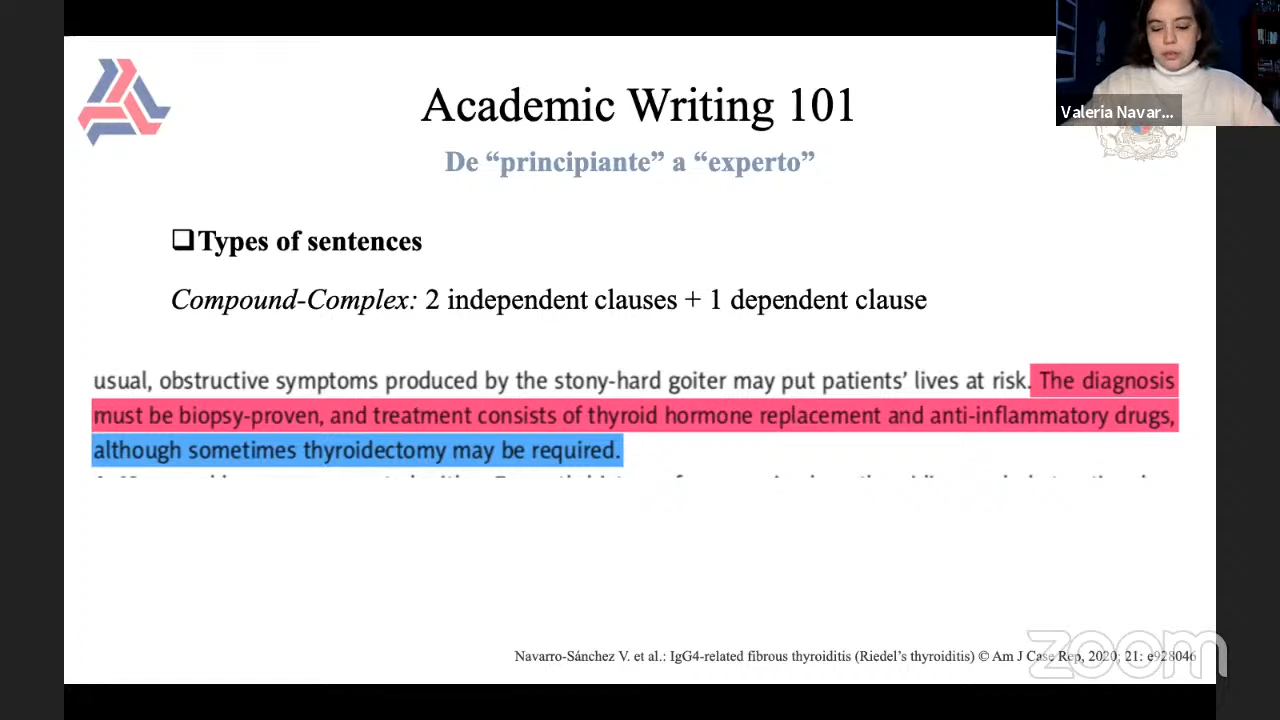 Academic Writing 101
Valeria Navar...
De “principiante” a “experto”
❑Types of sentences
Compound-Complex: 2 independent clauses + 1 dependent clause
usual, obstructive symptoms produced by the stony-hard goiter may put patients’ lives at risk. The diagnosis
must be biopsy-proven, and treatment consists of thyroid hormone replacement and anti-inflammatory drugs,
although sometimes thyroidectomy may be required.
Navarro-Sánchez V. et al.: IgG4-related fibrous thyroiditis (Riedel’s thyroiditis) © Am J Case Rep, 2020; 21: e928046
zoom